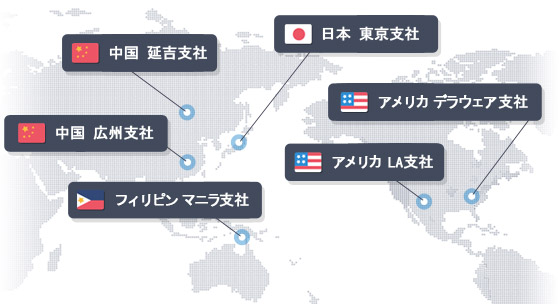 日本 東京支社
中国 延吉支社
アメリカ デラウェア支社
中国 広州支社
アメリカ LA支社
フィリピン マニラ支社